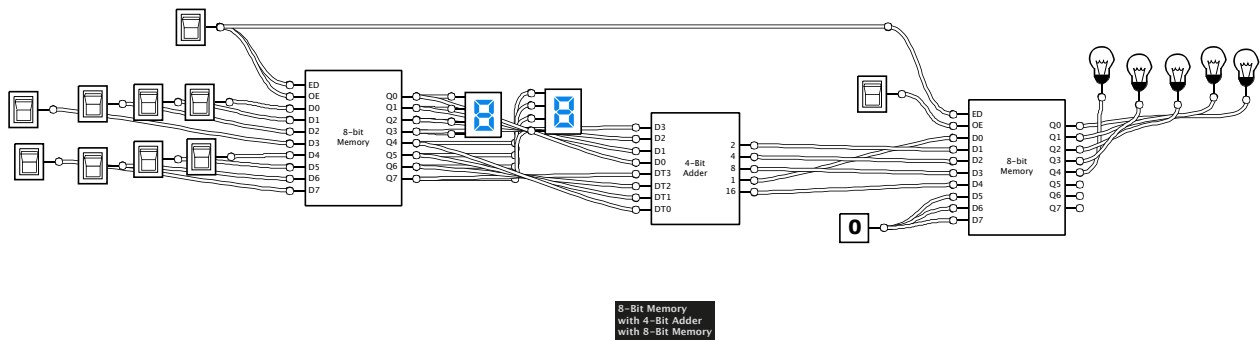 ED
OE
D0
D1
D2
D3
D4
D5
D6
D7
8-bit
Memory
Q0
Q1
Q2
Q3
Q4
Q5
Q6
Q7
8
8
D3
D2
D1
D0
DT3
DT2
DT1
DT0
4-Bit
Adder
2
4
8
1
16
0
ED
OE
D0
D1
D2
D3
D4
D5
D6
D7
8-bit
Memory
Q0
Q1
Q2
Q3
Q4
Q5
Q6
Q7
8-Bit Memory
with 4-Bit Adder
with 8-Bit Memory